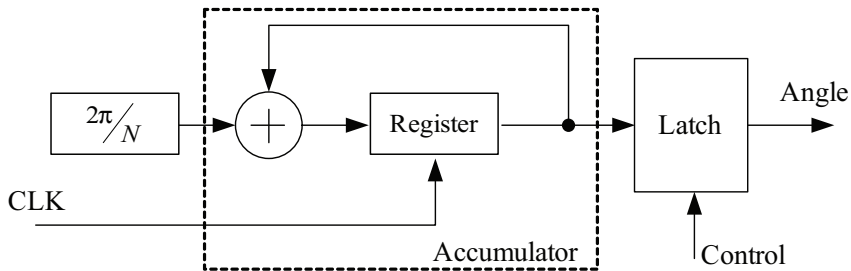 2π/N
Register
Latch
Angle
CLK
Accumulator
Control